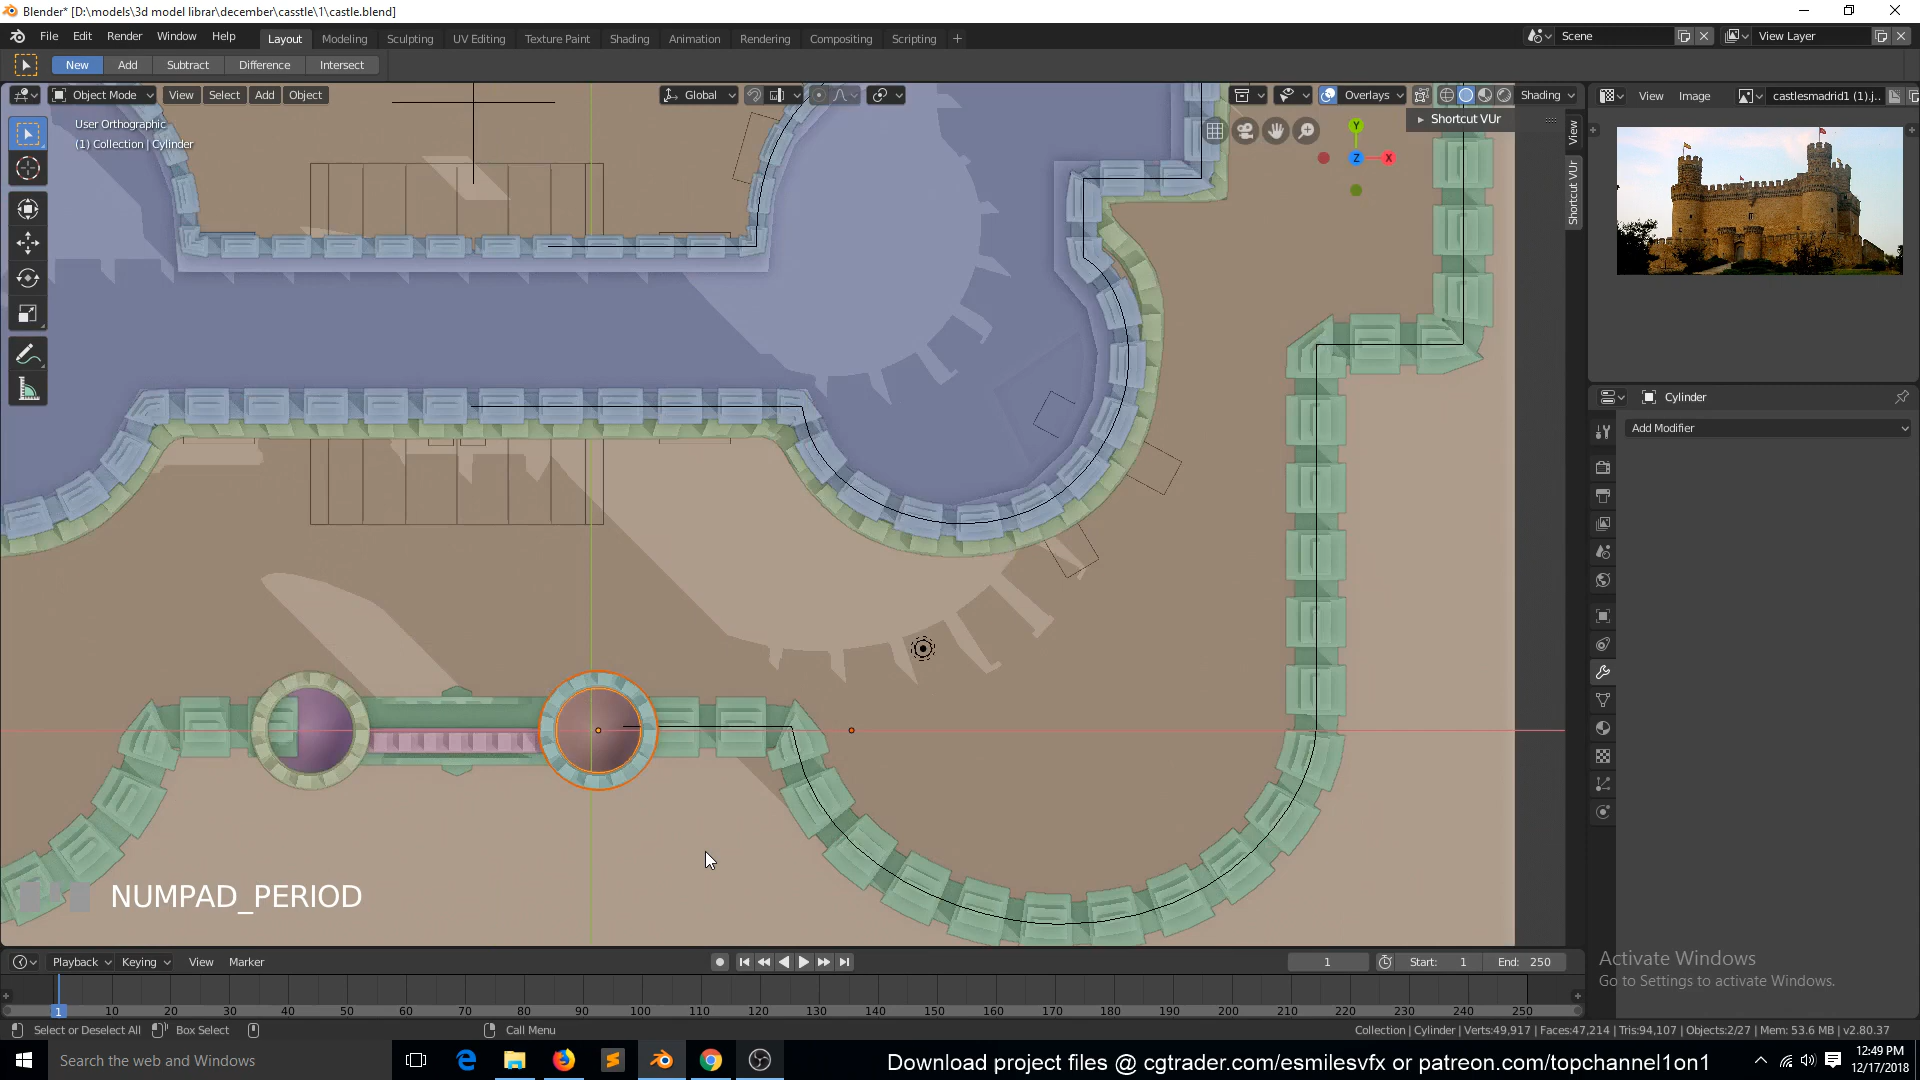 Blender* [D:\models\3d model librar\december\casstle\1\castle.blend]
File Edit Render Window Help Layout Modeling Sculpting UV Editing Texture Paint Shading Animation Rendering Compositing Scripting Scene View Layer
New Add Subtract Difference Intersect
Object Mode View Select Add Object Global Overlays Shading View Image castlesmadrid1 (1).j..
User Orthographic
(1) Collection | Cylinder
Shortcut VUr
Y
Z X
View
Shortcut VUr
Cylinder
Add Modifier
NUMPAD_PERIOD
Activate Windows
Go to Settings to activate Windows.
Playback Keying View Marker 1 Start: 1 End: 250
1 10 20 30 40 50 60 70 80 90 100 110 120 130 140 150 160 170 180 190 200 210 220 230 240 250
Select or Deselect All Box Select Call Menu Collection | Cylinder | Verts:49,917 | Faces:47,214 | Tris:94,107 | Objects:2/27 | Mem: 53.6 MB | v2.80.37
Search the web and Windows Download project files @ cgtrader.com/esmilesvfx or patreon.com/topchannel1on1 12:49 PM
12/17/2018